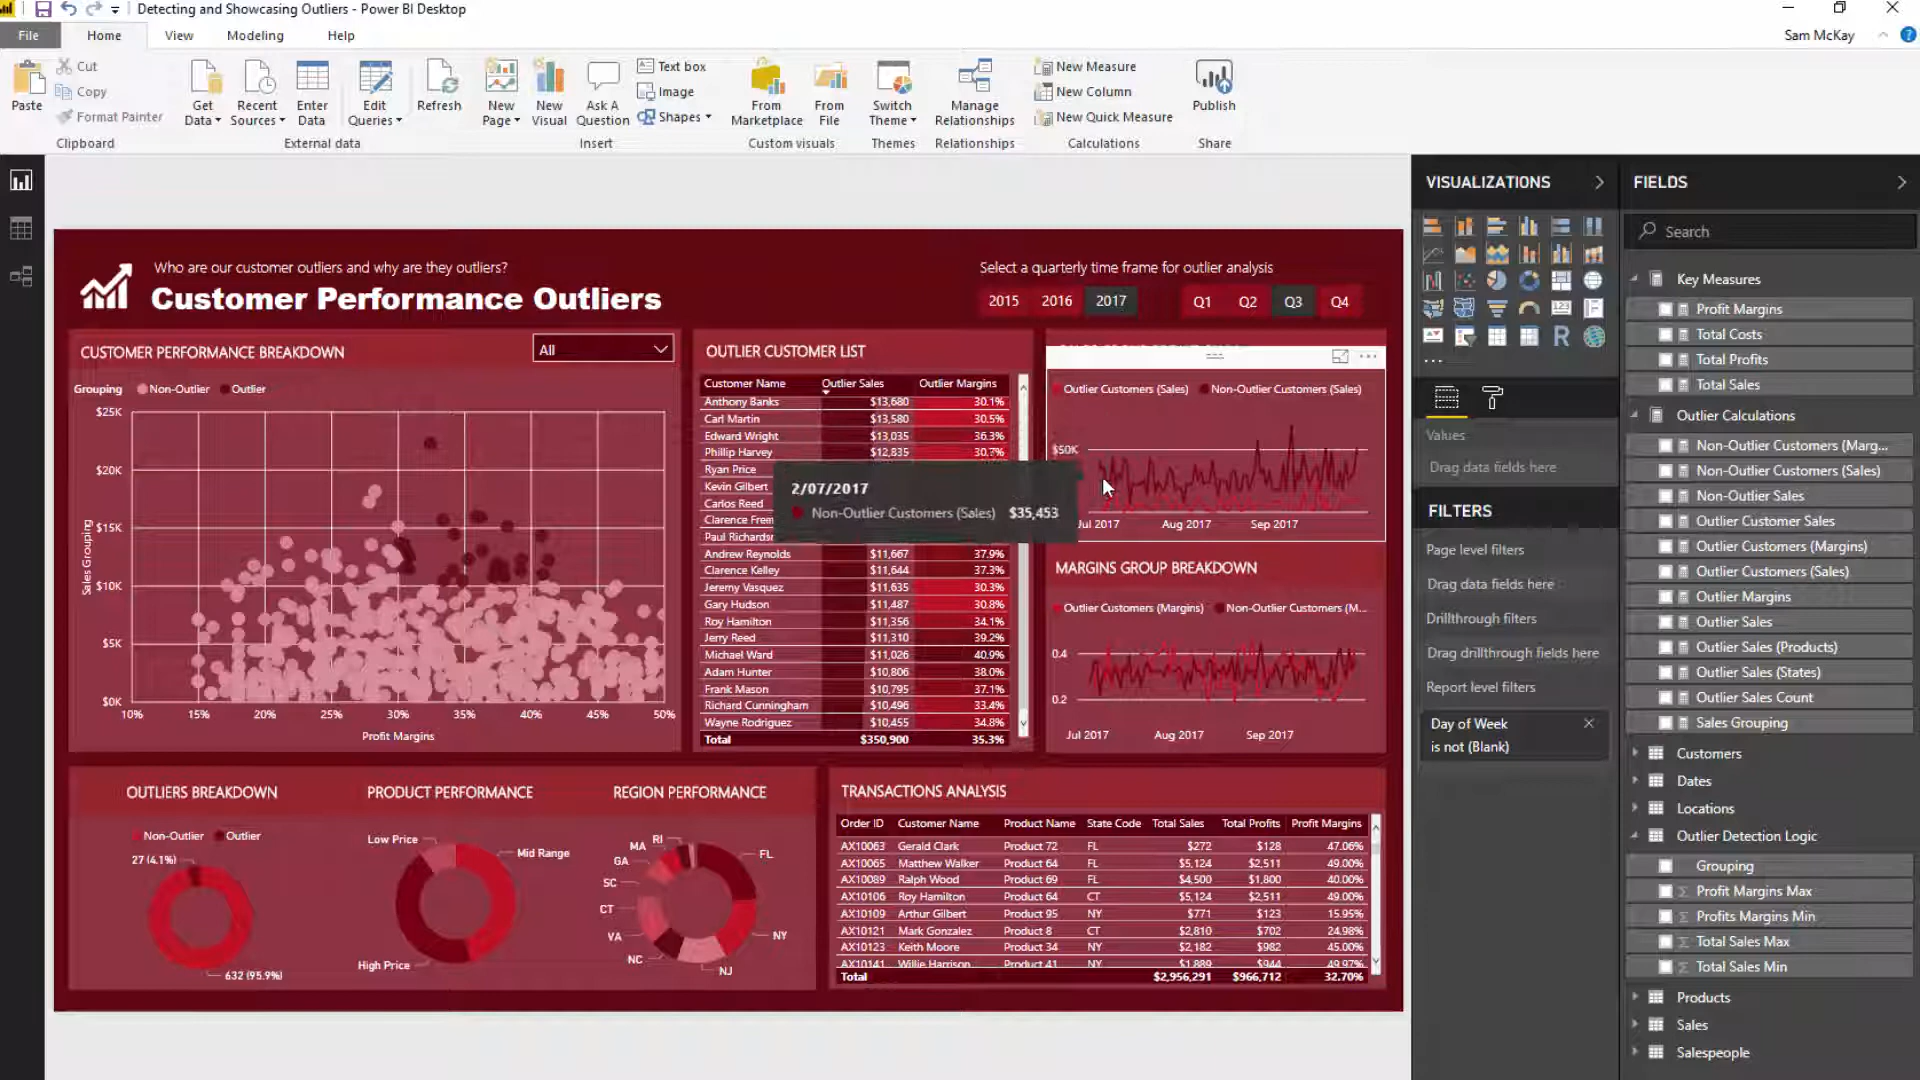 Detecting and Showcasing Outliers - Power BI Desktop
File
Home
View
Modeling
Help
Sam McKay
Paste
Cut
Copy
Format Painter
Clipboard
Get Data
Recent Sources
Enter Data
Edit Queries
Refresh
External data
New Page
New Visual
Ask A Question
Text box
Image
Shapes
Insert
From Marketplace
From File
Custom visuals
Switch Theme
Themes
Manage Relationships
Relationships
New Measure
New Column
New Quick Measure
Calculations
Publish
Share
Who are our customer outliers and why are they outliers?
Customer Performance Outliers
Select a quarterly time frame for outlier analysis
2015 2016 2017
Q1 Q2 Q3 Q4
CUSTOMER PERFORMANCE BREAKDOWN
All
Grouping Non-Outlier Outlier
$25K
$20K
$15K
$10K
$5K
$0K
Sales Grouping
10% 15% 20% 25% 30% 35% 40% 45% 50%
Profit Margins
OUTLIER CUSTOMER LIST
Customer Name Outlier Sales Outlier Margins
Anthony Banks $13,680 30.1%
Carl Martin $13,580 30.5%
Edward Wright $13,035 36.3%
Phillip Harvey $12,835 30.7%
Ryan Price
Kevin Gilbert
Carlos Reed
Clarence Frem
Paul Richards
Andrew Reynolds $11,667 37.9%
Clarence Kelley $11,644 37.3%
Jeremy Vasquez $11,635 30.3%
Gary Hudson $11,487 30.8%
Roy Hamilton $11,356 34.1%
Jerry Reed $11,310 39.2%
Michael Ward $11,026 40.9%
Adam Hunter $10,806 38.0%
Frank Mason $10,795 37.1%
Richard Cunningham $10,496 33.4%
Wayne Rodriguez $10,455 34.8%
Total $350,900 35.3%
2/07/2017
Non-Outlier Customers (Sales) $35,453
Outlier Customers (Sales) Non-Outlier Customers (Sales)
$50K
Jul 2017 Aug 2017 Sep 2017
MARGINS GROUP BREAKDOWN
Outlier Customers (Margins) Non-Outlier Customers (M...
0.4
0.2
Jul 2017 Aug 2017 Sep 2017
OUTLIERS BREAKDOWN
Non-Outlier Outlier
27 (4.1%)
632 (95.9%)
PRODUCT PERFORMANCE
Low Price
Mid Range
High Price
REGION PERFORMANCE
RI
MA
GA
SC
CT
VA
NC
FL
NY
NJ
TRANSACTIONS ANALYSIS
Order ID Customer Name Product Name State Code Total Sales Total Profits Profit Margins
AX10063 Gerald Clark Product 72 FL $272 $128 47.06%
AX10065 Matthew Walker Product 64 FL $5,124 $2,511 49.00%
AX10089 Ralph Wood Product 69 FL $4,500 $1,800 40.00%
AX10106 Roy Hamilton Product 64 CT $5,124 $2,511 49.00%
AX10109 Arthur Gilbert Product 95 NY $771 $123 15.95%
AX10121 Mark Gonzalez Product 8 CT $2,810 $702 24.98%
AX10123 Keith Moore Product 34 NY $2,182 $982 45.00%
AX10141 Willie Harrison Product 41 NY $1,889 $944 49.97%
Total $2,956,291 $966,712 32.70%
VISUALIZATIONS
R
Values
Drag data fields here
FILTERS
Page level filters
Drag data fields here
Drillthrough filters
Drag drillthrough fields here
Report level filters
Day of Week
is not (Blank)
FIELDS
Search
Key Measures
Profit Margins
Total Costs
Total Profits
Total Sales
Outlier Calculations
Non-Outlier Customers (Marg...
Non-Outlier Customers (Sales)
Non-Outlier Sales
Outlier Customer Sales
Outlier Customers (Margins)
Outlier Customers (Sales)
Outlier Margins
Outlier Sales
Outlier Sales (Products)
Outlier Sales (States)
Outlier Sales Count
Sales Grouping
Customers
Dates
Locations
Outlier Detection Logic
Grouping
Profit Margins Max
Profits Margins Min
Total Sales Max
Total Sales Min
Products
Sales
Salespeople